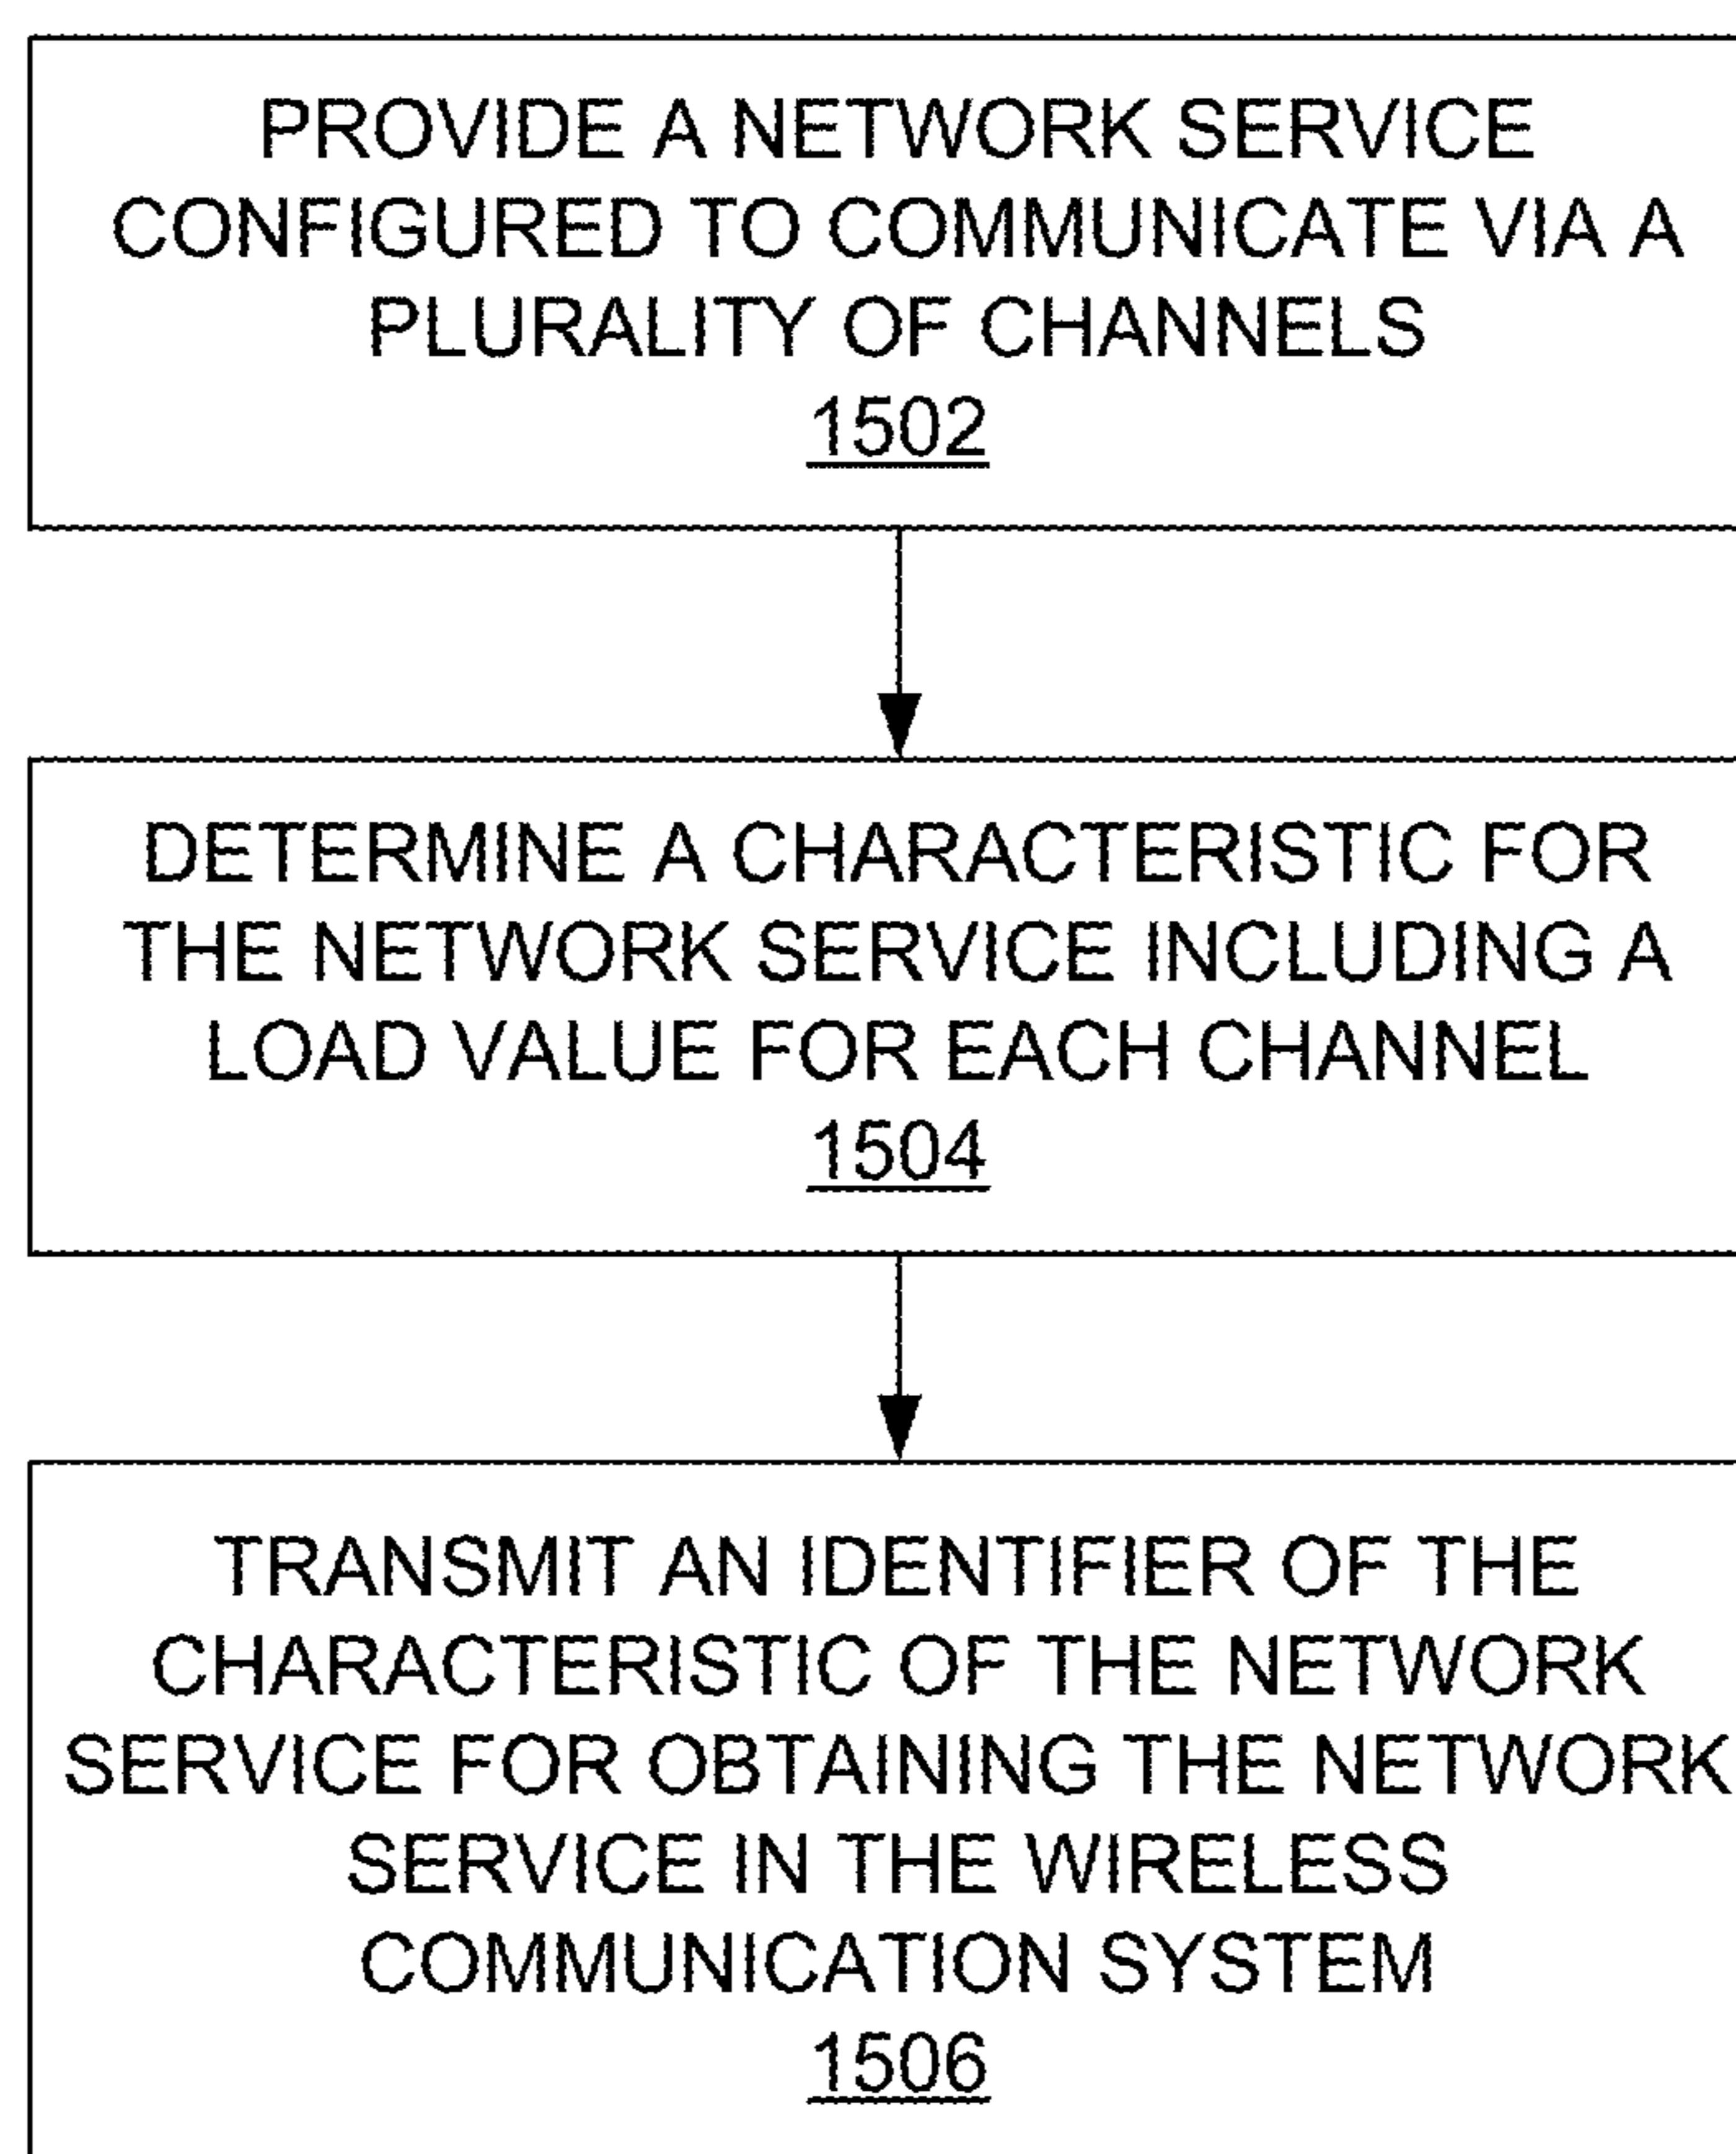 PROVIDE A NETWORK SERVICE
CONFIGURED TO COMMUNICATE VIA A
PLURALITY OF CHANNELS
1502
DETERMINE A CHARACTERISTIC FOR
THE NETWORK SERVICE INCLUDING A
LOAD VALUE FOR EACH CHANNEL
1504
TRANSMIT AN IDENTIFIER OF THE
CHARACTERISTIC OF THE NETWORK
SERVICE FOR OBTAINING THE NETWORK
SERVICE IN THE WIRELESS
COMMUNICATION SYSTEM
1506